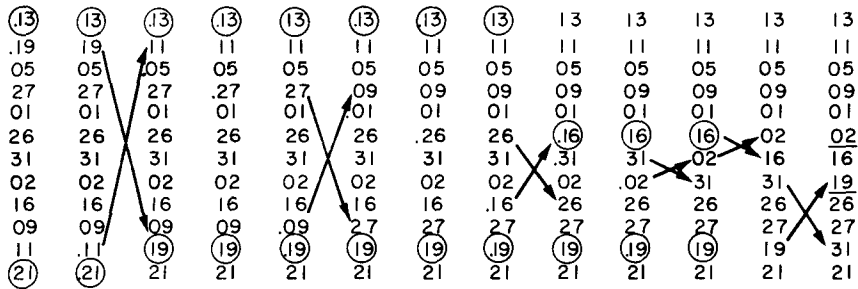 .13 .13 .13 .13 .13 .13 .13 .13 13 13 13 13 13
.19 19 11 11 11 11 11 11 11 11 11 11 11
05 05 .05 05 05 05 05 05 05 05 05 05 05
27 27 27 .27 27 09 09 09 09 09 09 09 09
01 01 01 01 01 .01 01 01 01 01 01 01 01
26 26 26 26 26 26 .26 26 .16 16 16 02 02
31 31 31 31 31 31 31 31 .31 31 02 16 16
02 02 02 02 02 02 02 02 02 .02 31 31 19
16 16 16 16 16 16 16 .16 26 26 26 26 26
09 09 09 09 .09 27 27 27 27 27 27 27 27
11 .11 19 19 .19 19 19 .19 19 .19 19 19 31
21 .21 21 21 21 21 21 21 21 21 21 21 21